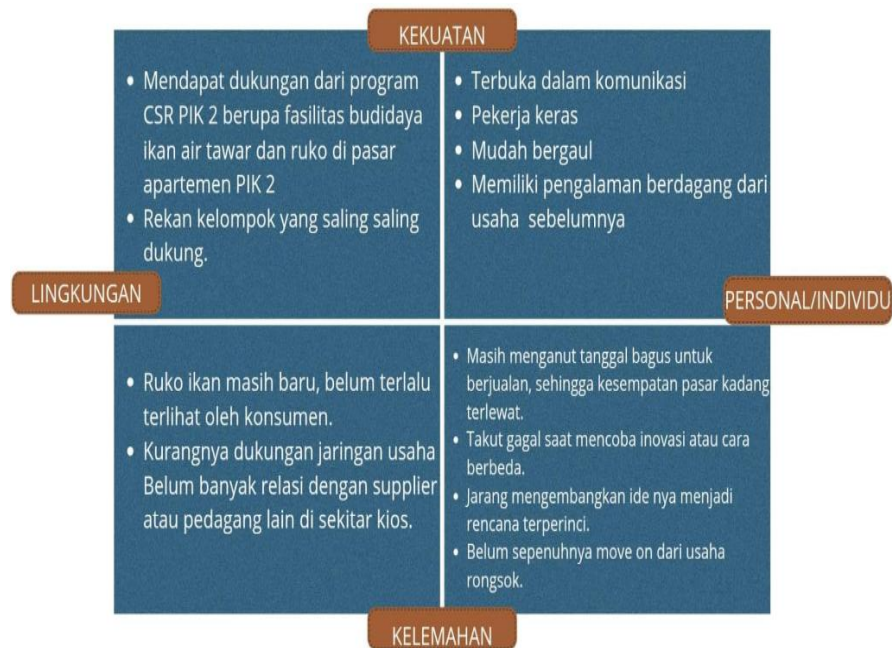 KEKUATAN
• Mendapat dukungan dari program
CSR PIK 2 berupa fasilitas budidaya
ikan air tawar dan ruko di pasar
apartemen PIK 2
• Rekan kelompok yang saling saling
dukung.
• Terbuka dalam komunikasi
• Pekerja keras
• Mudah bergaul
• Memiliki pengalaman berdagang dari
usaha sebelumnya
LINGKUNGAN
PERSONAL/INDIVIDU
• Ruko ikan masih baru, belum terlalu
terlihat oleh konsumen.
• Kurangnya dukungan jaringan usaha
Belum banyak relasi dengan supplier
atau pedagang lain di sekitar kios.
• Masih menganut tanggal bagus untuk
berjualan, sehingga kesempatan pasar kadang
terlewat.
• Takut gagal saat mencoba inovasi atau cara
berbeda.
• Jarang mengembangkan ide nya menjadi
rencana terperinci.
• Belum sepenuhnya move on dari usaha
rongsok.
KELEMAHAN